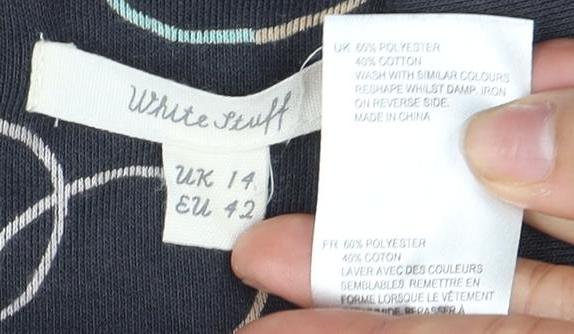 White Stuff
UK 14
EU 42
UK 60% POLYESTER
40% COTTON
WASH WITH SIMILAR COLOURS
RESHAPE WHILST DAMP. IRON
ON REVERSE SIDE.
MADE IN CHINA
FR 60% POLYESTER
40% COTON
LAVER AVEC DES COULEURS
SEMBLABLES. REMETTRE EN
FORME LORSQUE LE VÊTEMENT
REPASSER À